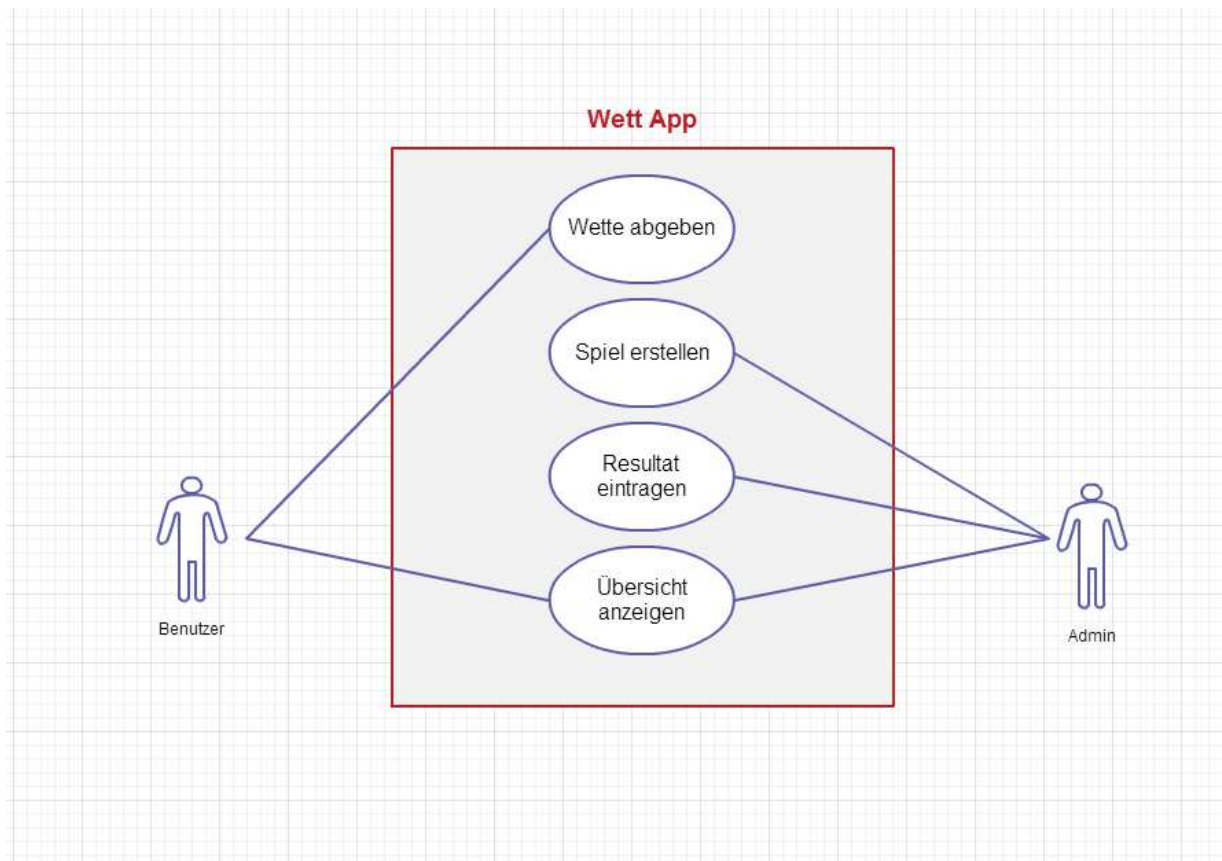 Wett App
Wette abgeben
Spiel erstellen
Resultat
eintragen
Übersicht
anzeigen
Benutzer
Admin